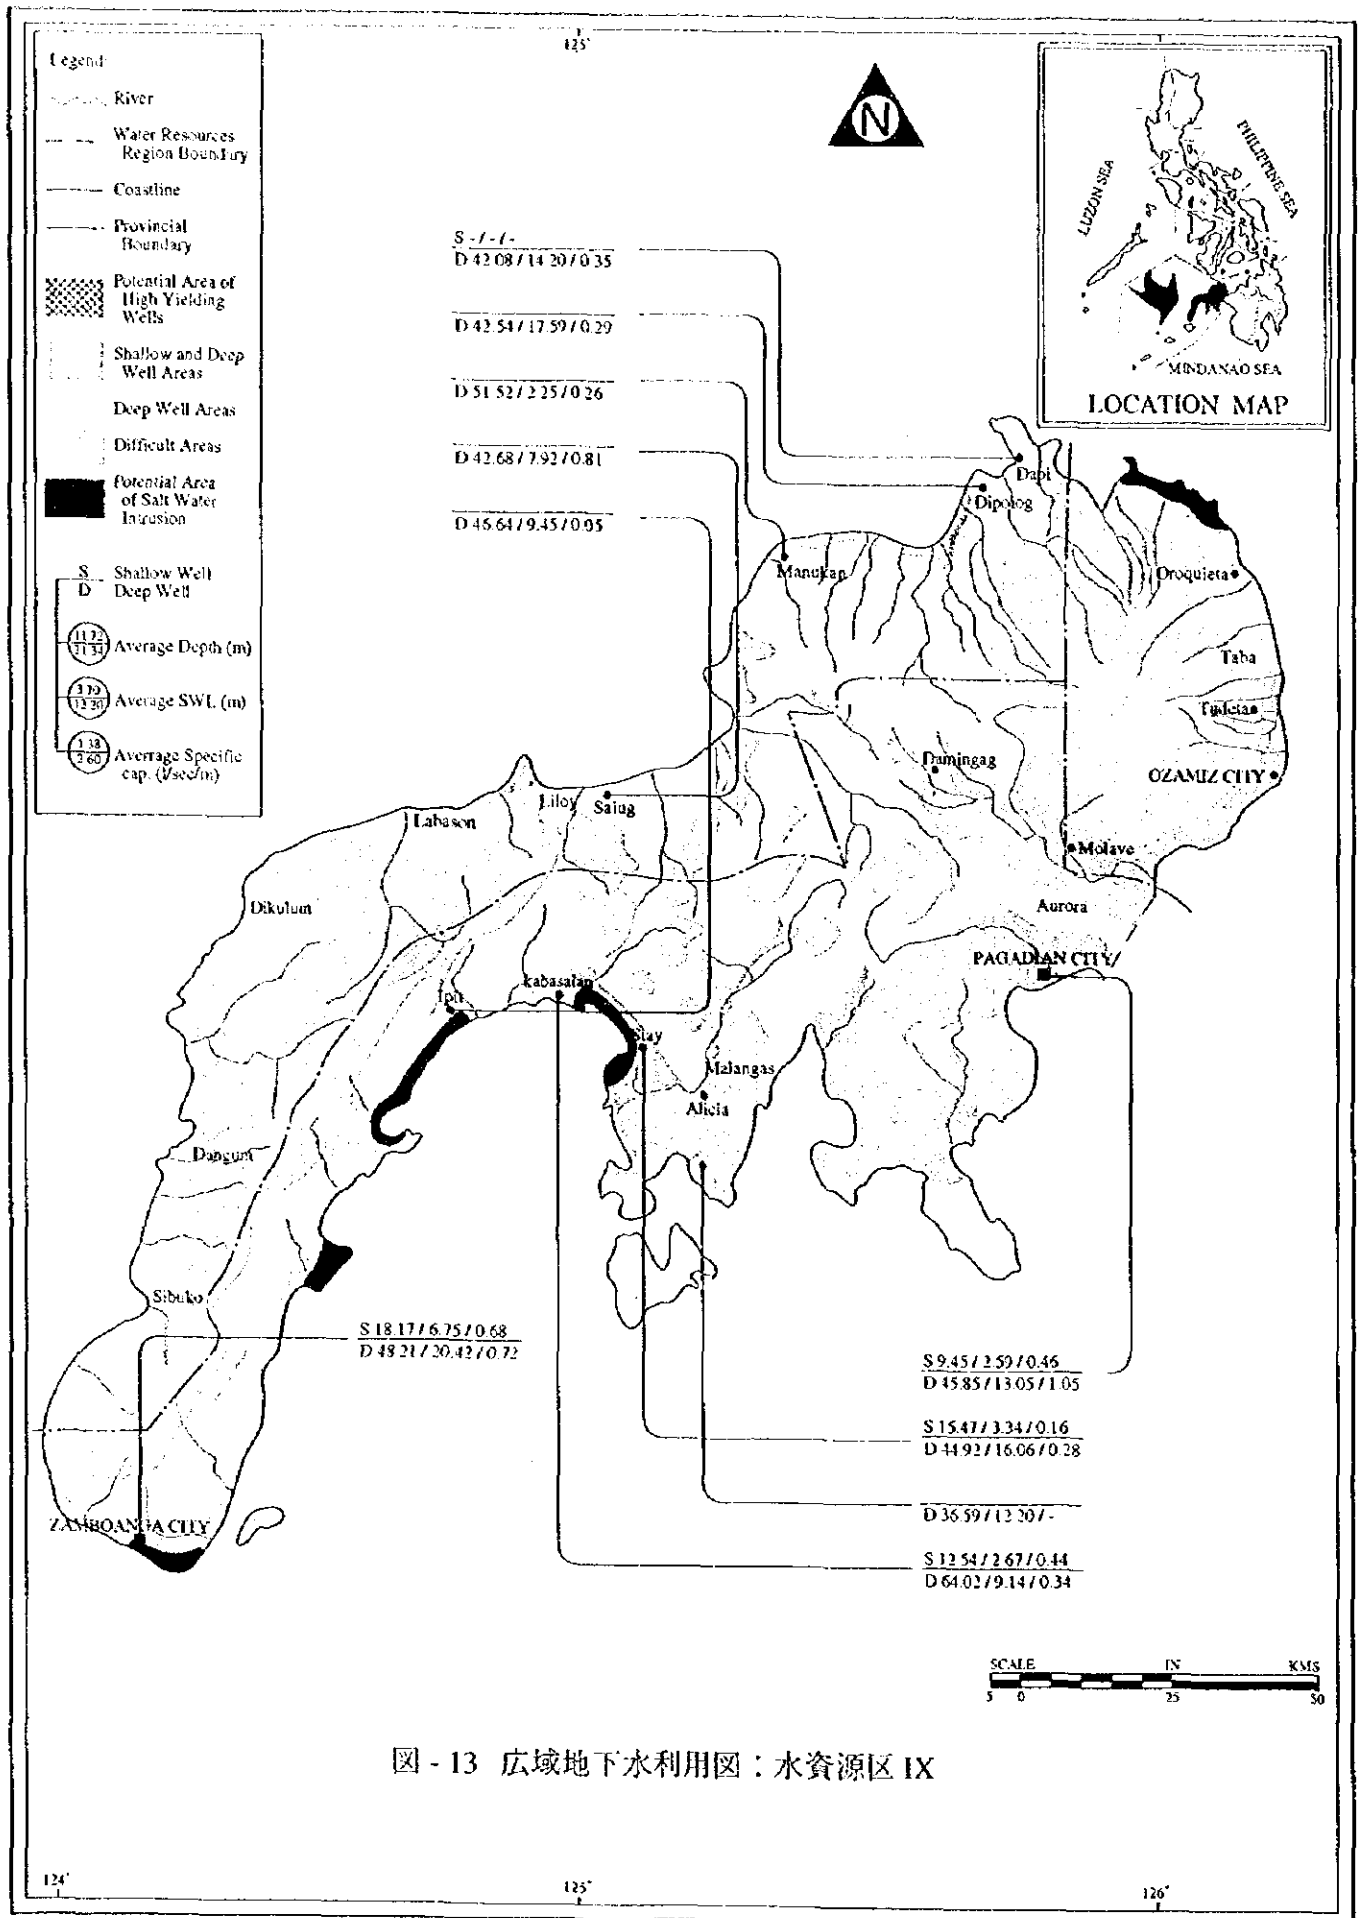 Legend
River
Water Resources
Region Boundary
Coastline
Provincial
Boundary
Potential Area of
High Yielding
Wells
Shallow and Deep
Well Areas
Deep Well Areas
Difficult Areas
Potential Area
of Salt Water
Intrusion
S Shallow Well
D Deep Well
Average Depth (m)
Average SWL (m)
Averrage Specific
cap. (l/sec/m)
125°
N
LUZON SEA
PHILIPPINE SEA
MINDANAO SEA
LOCATION MAP
S - / - / -
D 42.08 / 14.20 / 0.35
D 42.54 / 17.59 / 0.29
D 51.52 / 2.25 / 0.26
D 42.68 / 7.92 / 0.81
D 46.64 / 9.45 / 0.95
Dapi
Dipolog
Manukan
Oroquieta
Taba
Tudela
Damingag
OZAMIZ CITY
Liloy
Salug
Labason
Molave
Dikulum
Aurora
PAGADIAN CITY
kabasalan
Ipil
Stay
Malangas
Alicia
Dangum
Sibuko
S 18.17 / 6.75 / 0.68
D 48.21 / 20.42 / 0.72
S 9.45 / 2.59 / 0.46
D 45.85 / 13.05 / 1.05
S 15.47 / 3.34 / 0.16
D 44.92 / 16.06 / 0.28
D 36.59 / 12.20 / -
S 12.54 / 2.67 / 0.44
D 64.02 / 9.14 / 0.34
ZAMBOANGA CITY
SCALE IN KMS
5 0 25 50
図 - 13 広域地下水利用図：水資源区 IX
124° 125° 126°